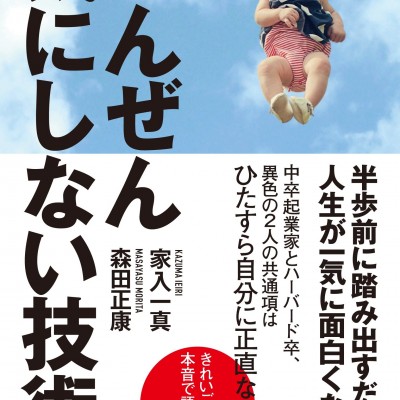 半歩前に踏み出すだ
人生が一気に面白くな
中卒起業家とハーバード卒、
異色の2人の共通項は
ひたすら自分に正直な
んぜん
にしない技術
家入一真
KAZUMA IEIRI
森田正康
MASAYASU MORITA
きれいご
本音で